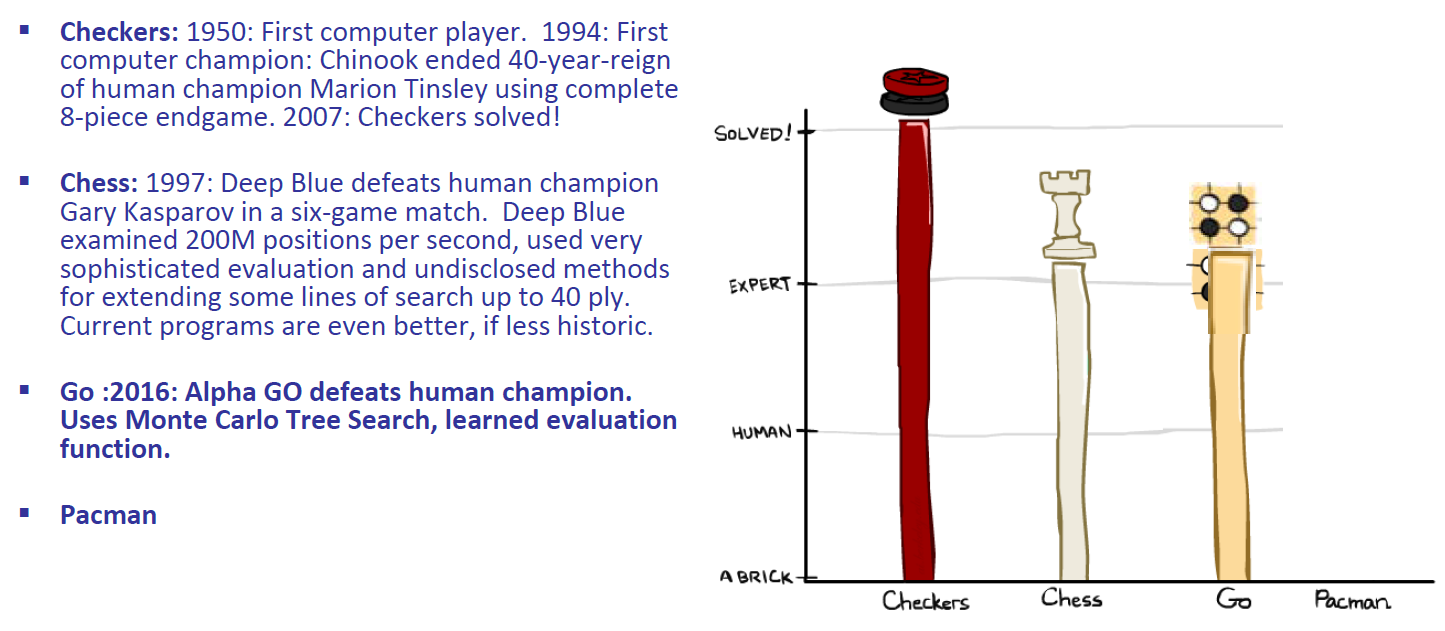 ▪ Checkers: 1950: First computer player.  1994: First
computer champion: Chinook ended 40-year-reign
of human champion Marion Tinsley using complete
8-piece endgame. 2007: Checkers solved!
▪ Chess: 1997: Deep Blue defeats human champion
Gary Kasparov in a six-game match.  Deep Blue
examined 200M positions per second, used very
sophisticated evaluation and undisclosed methods
for extending some lines of search up to 40 ply.
Current programs are even better, if less historic.
▪ Go :2016: Alpha GO defeats human champion.
Uses Monte Carlo Tree Search, learned evaluation
function.
▪ Pacman
SOLVED!
EXPERT
HUMAN
A BRICK
Checkers
Chess
Go
Pacman